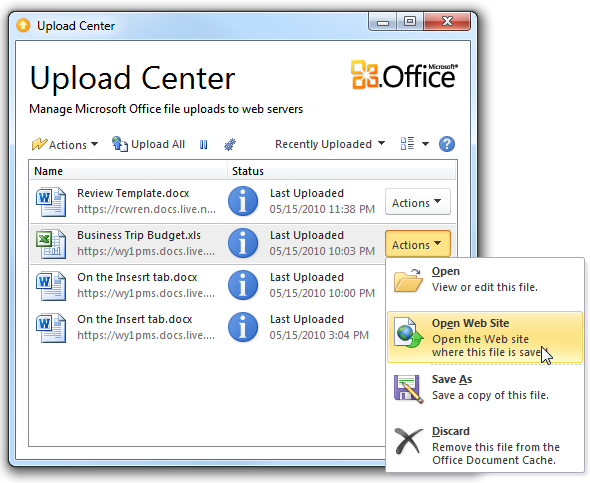 Upload Center
Upload Center
Microsoft®
Office
Manage Microsoft Office file uploads to web servers
Actions Upload All Recently Uploaded
Name Status
Review Template.docx Last Uploaded
https://rcwren.docs.live.n... 05/15/2010 11:38 PM Actions
Business Trip Budget.xls Last Uploaded
https://wy1pms.docs.live.... 05/15/2010 10:03 PM Actions
On the Insesrt tab.docx Last Uploaded
https://wy1pms.docs.live.... 05/15/2010 10:00 PM
On the Insert tab.docx Last Uploaded
https://wy1pms.docs.live.... 05/15/2010 3:04 PM
Open
View or edit this file.
Open Web Site
Open the Web site
where this file is saved.
Save As
Save a copy of this file.
Discard
Remove this file from the
Office Document Cache.